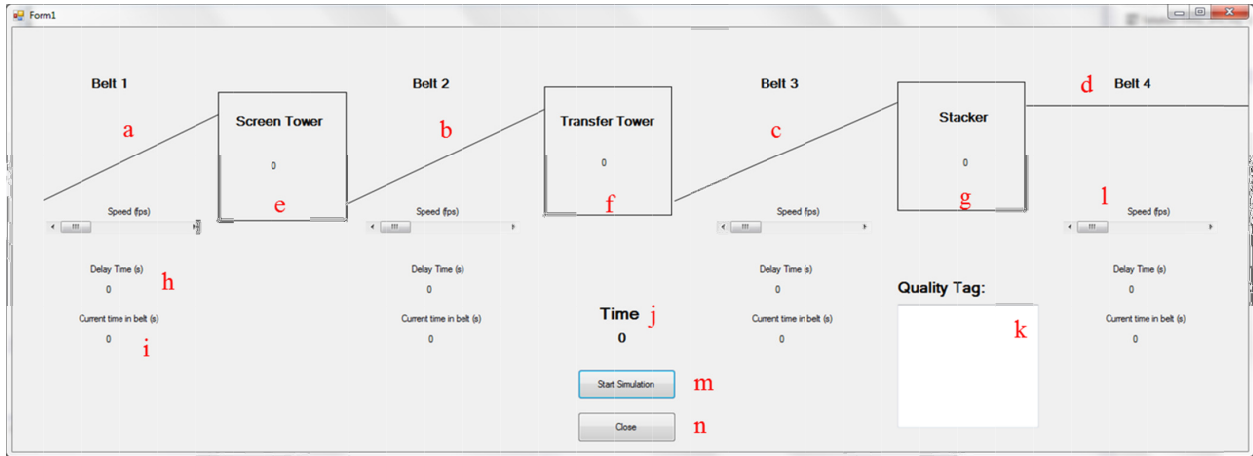 Form1
Belt 1
Belt 2
Belt 3
d Belt 4
a
Screen Tower
0
e
b
Transfer Tower
0
f
c
Stacker
0
g
l
Speed (fps)
Speed (fps)
Speed (fps)
Speed (fps)
Delay Time (s) h
0
Delay Time (s)
0
Delay Time (s)
0
Delay Time (s)
0
Current time in belt (s)
0
i
Current time in belt (s)
0
Current time in belt (s)
0
Current time in belt (s)
0
Time j
0
Quality Tag:
k
Start Simulation m
Close n